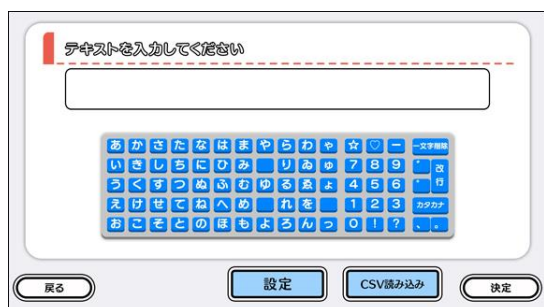 テキストを入力してください
あかさたなはまやらわゃ☆♡ー一文字削除
いきしちにひみ りゐゅ789゛改
うくすつぬふむゆるゑょ456゜行
えけせてねへめ れを 123カタカナ
おこそとのほもよろんっ0!?、。
戻る 設定 CSV読み込み 決定